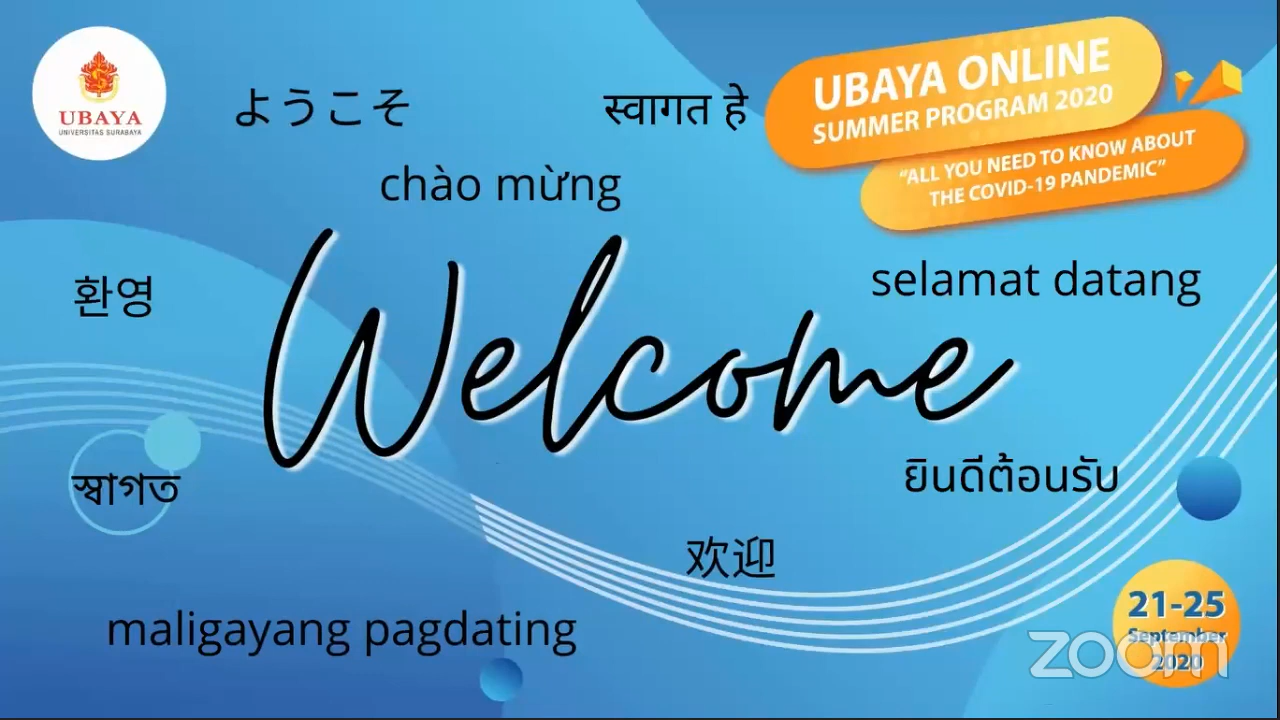 UBAYA
UNIVERSITAS SURABAYA
ようこそ
स्वागत हे
UBAYA ONLINE
SUMMER PROGRAM 2020
“ALL YOU NEED TO KNOW ABOUT
THE COVID-19 PANDEMIC”
chào mừng
환영
selamat datang
Welcome
স্বাগত
ยินดีต้อนรับ
欢迎
maligayang pagdating
21-25
September
2020
zoom